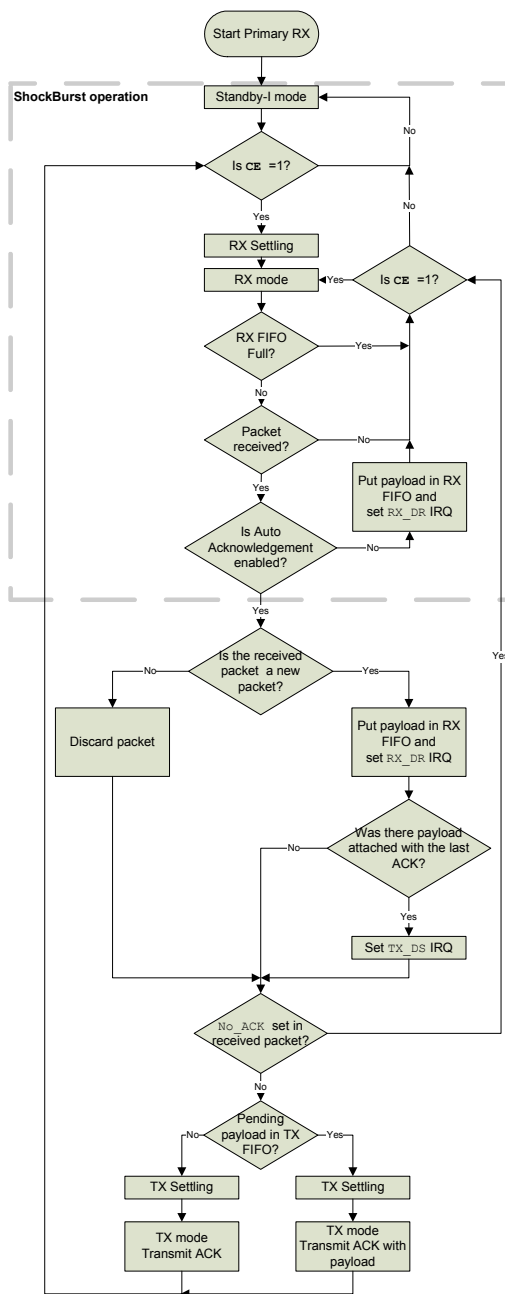 Start Primary RX
ShockBurst operation
Standby-I mode
No
Is CE =1?
No
Yes
RX Settling
RX mode
Yes
Is CE =1?
RX FIFO
Full?
Yes
No
Packet
received?
No
Put payload in RX
FIFO and
set RX_DR IRQ
Yes
Is Auto
Acknowledgement
enabled?
No
Yes
Is the received
packet a new
packet?
No
Yes
Yes
Discard packet
Put payload in RX
FIFO and
set RX_DR IRQ
Was there payload
attached with the last
ACK?
No
Yes
Set TX_DS IRQ
No_ACK set in
received packet?
No
Pending
payload in TX
FIFO?
No
Yes
TX Settling
TX Settling
TX mode
Transmit ACK
TX mode
Transmit ACK with
payload